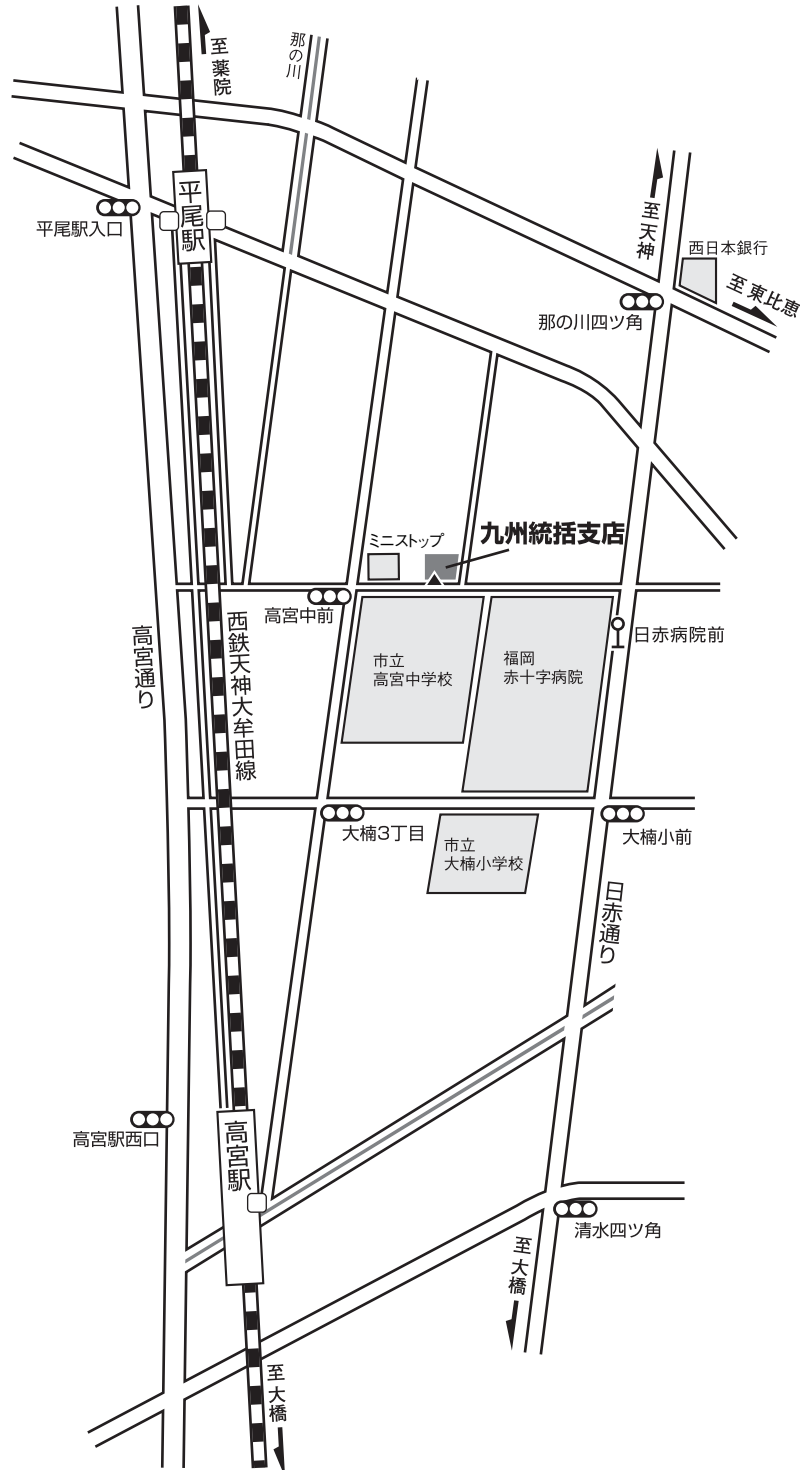 至薬院
那の川
平尾駅
平尾駅入口
至天神
西日本銀行
至東比恵
那の川四ツ角
九州統括支店
ミニストップ
高宮中前
日赤病院前
高宮通り
西鉄天神大牟田線
市立
高宮中学校
福岡
赤十字病院
大楠3丁目
大楠小前
市立
大楠小学校
日赤通り
高宮駅西口
高宮駅
清水四ツ角
至大橋
至大橋